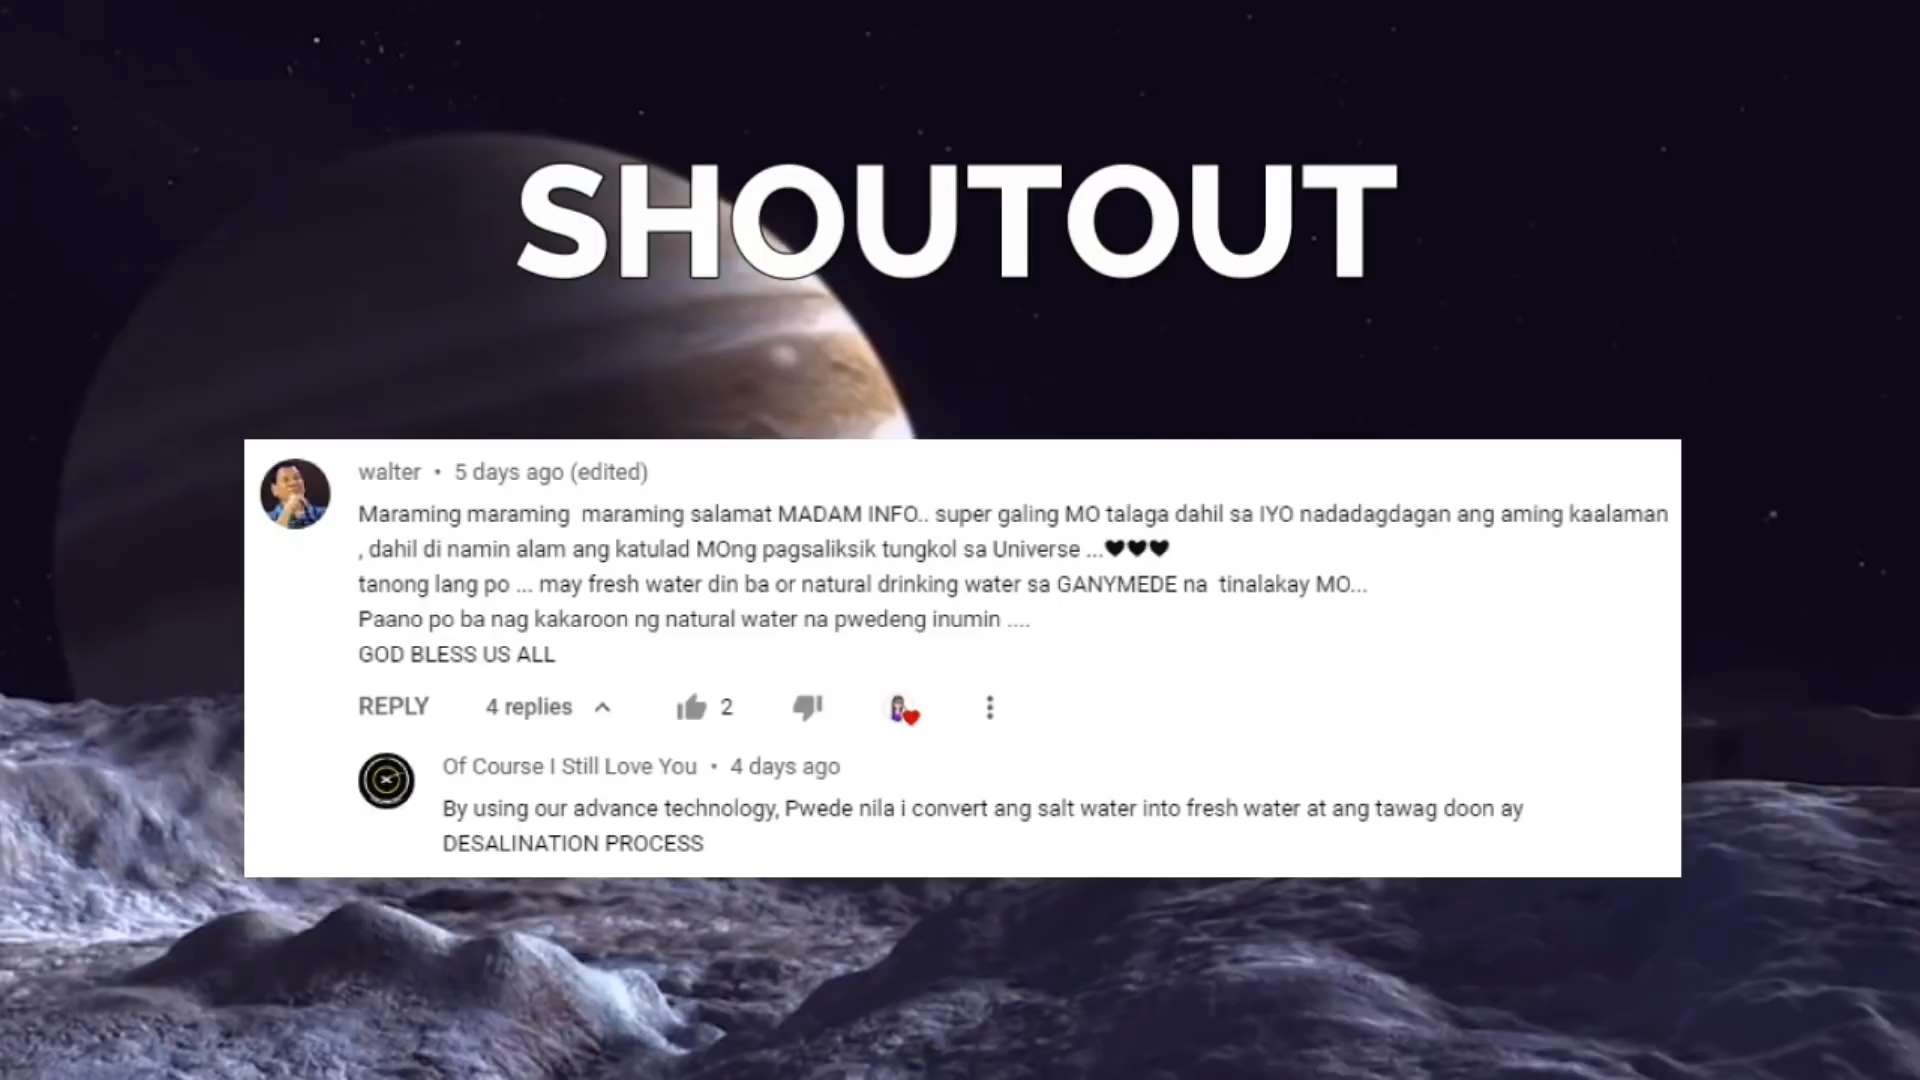 SHOUTOUT
walter • 5 days ago (edited)
Maraming maraming  maraming salamat MADAM INFO.. super galing MO talaga dahil sa IYO nadadagdagan ang aming kaalaman
, dahil di namin alam ang katulad MOng pagsaliksik tungkol sa Universe ...🖤🖤🖤
tanong lang po ... may fresh water din ba or natural drinking water sa GANYMEDE na  tinalakay MO...
Paano po ba nag kakaroon ng natural water na pwedeng inumin ....
GOD BLESS US ALL
REPLY 4 replies 2
Of Course I Still Love You • 4 days ago
By using our advance technology, Pwede nila i convert ang salt water into fresh water at ang tawag doon ay
DESALINATION PROCESS